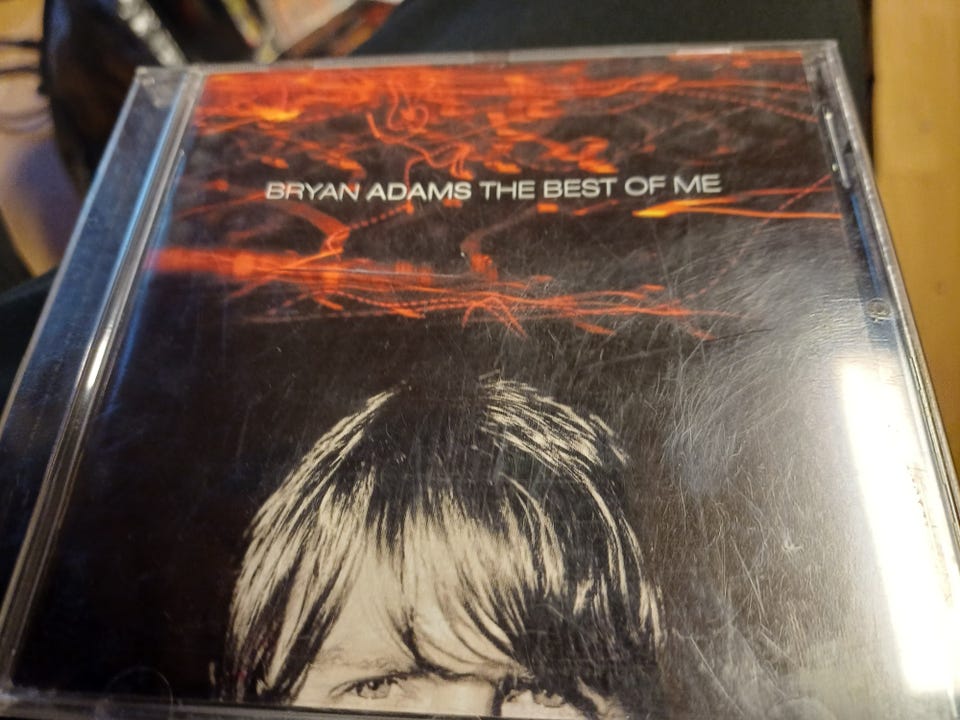 BRYAN ADAMS THE BEST OF ME